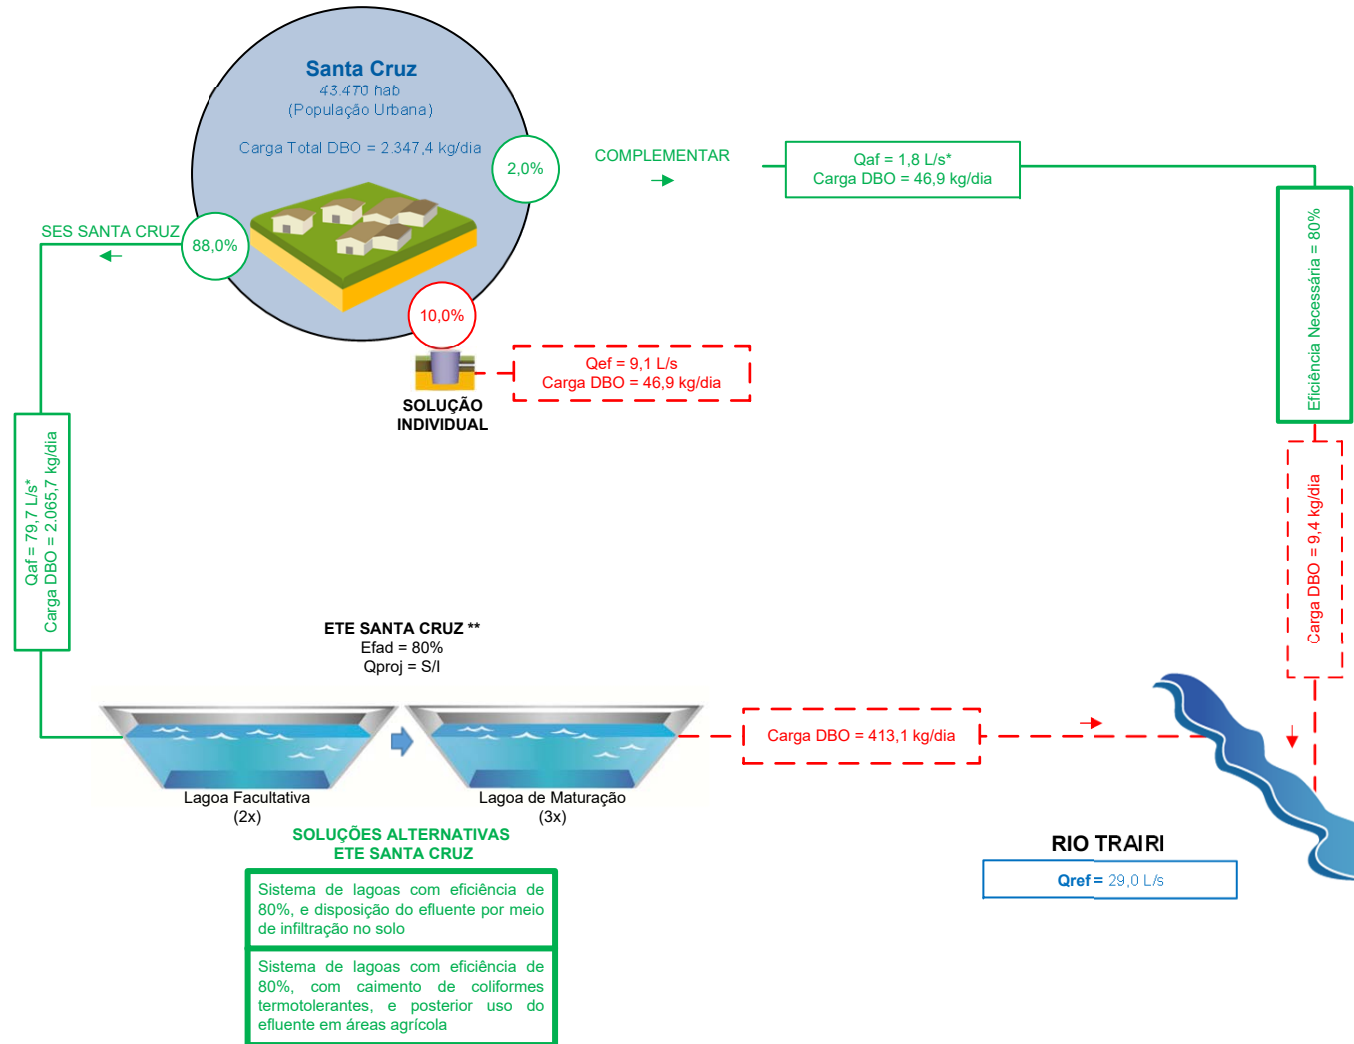 Santa Cruz
43.470 hab
(População Urbana)
Carga Total DBO = 2.347,4 kg/dia
2,0%
COMPLEMENTAR
Qaf = 1,8 L/s*
Carga DBO = 46,9 kg/dia
SES SANTA CRUZ
88,0%
10,0%
Eficiência Necessária = 80%
Qef = 9,1 L/s
Carga DBO = 46,9 kg/dia
SOLUÇÃO
INDIVIDUAL
Qaf = 79,7 L/s*
Carga DBO = 2.065,7 kg/dia
Carga DBO = 9,4 kg/dia
ETE SANTA CRUZ **
Efad = 80%
Qproj = S/I
Carga DBO = 413,1 kg/dia
Lagoa Facultativa
(2x)
Lagoa de Maturação
(3x)
RIO TRAIRI
Qref = 29,0 L/s
SOLUÇÕES ALTERNATIVAS
ETE SANTA CRUZ
Sistema de lagoas com eficiência de
80%, e disposição do efluente por meio
de infiltração no solo
Sistema de lagoas com eficiência de
80%, com caimento de coliformes
termotolerantes, e posterior uso do
efluente em áreas agrícola